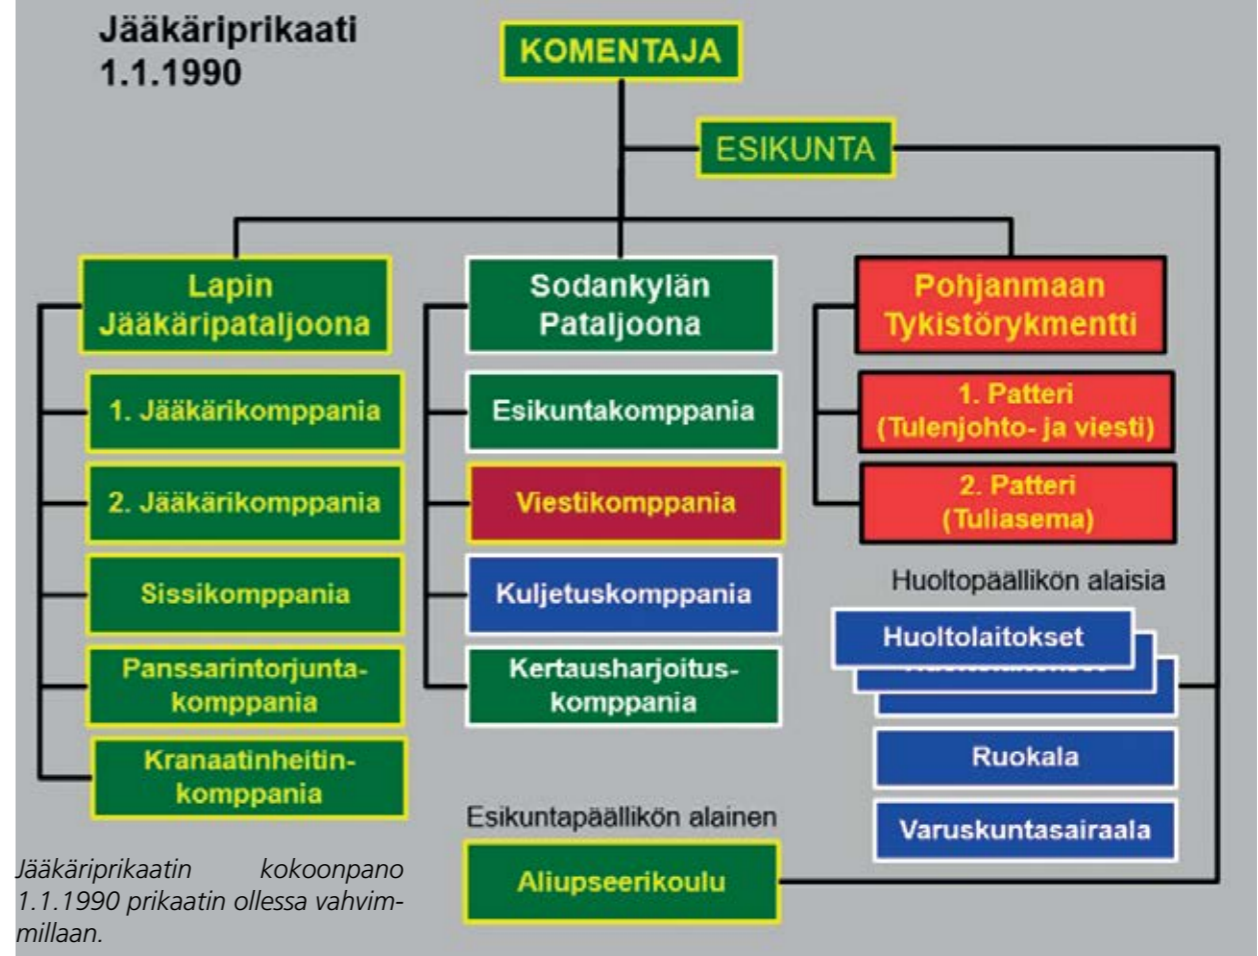 Jääkäriprikaati
1.1.1990
KOMENTAJA
ESIKUNTA
Lapin
Jääkäripataljoona
1. Jääkärikomppania
2. Jääkärikomppania
Sissikomppania
Panssarintorjunta-
komppania
Kranaatinheitin-
komppania
Sodankylän
Pataljoona
Esikuntakomppania
Viestikomppania
Kuljetuskomppania
Kertausharjoitus-
komppania
Esikuntapäällikön alainen
Aliupseerikoulu
Pohjanmaan
Tykistörykmentti
1. Patteri
(Tulenjohto- ja viesti)
2. Patteri
(Tuliasema)
Huoltopäällikön alaisia
Huoltolaitokset
Ruokala
Varuskuntasairaala
Jääkäriprikaatin kokoonpano
1.1.1990 prikaatin ollessa vahvim-
millaan.